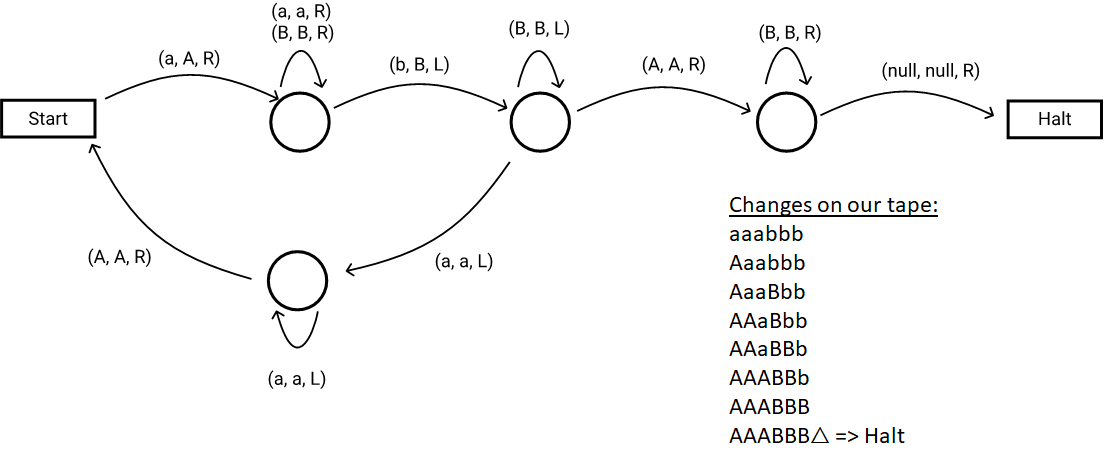 (a, a, R)
(B, B, R)
(B, B, L)
(B, B, R)
(a, A, R)
(b, B, L)
(A, A, R)
(null, null, R)
Start
Halt
(A, A, R)
(a, a, L)
(a, a, L)
Changes on our tape:
aaabbb
Aaabbb
AaaBbb
AAaBbb
AAaBBb
AAABBb
AAABBB
AAABBB△ => Halt